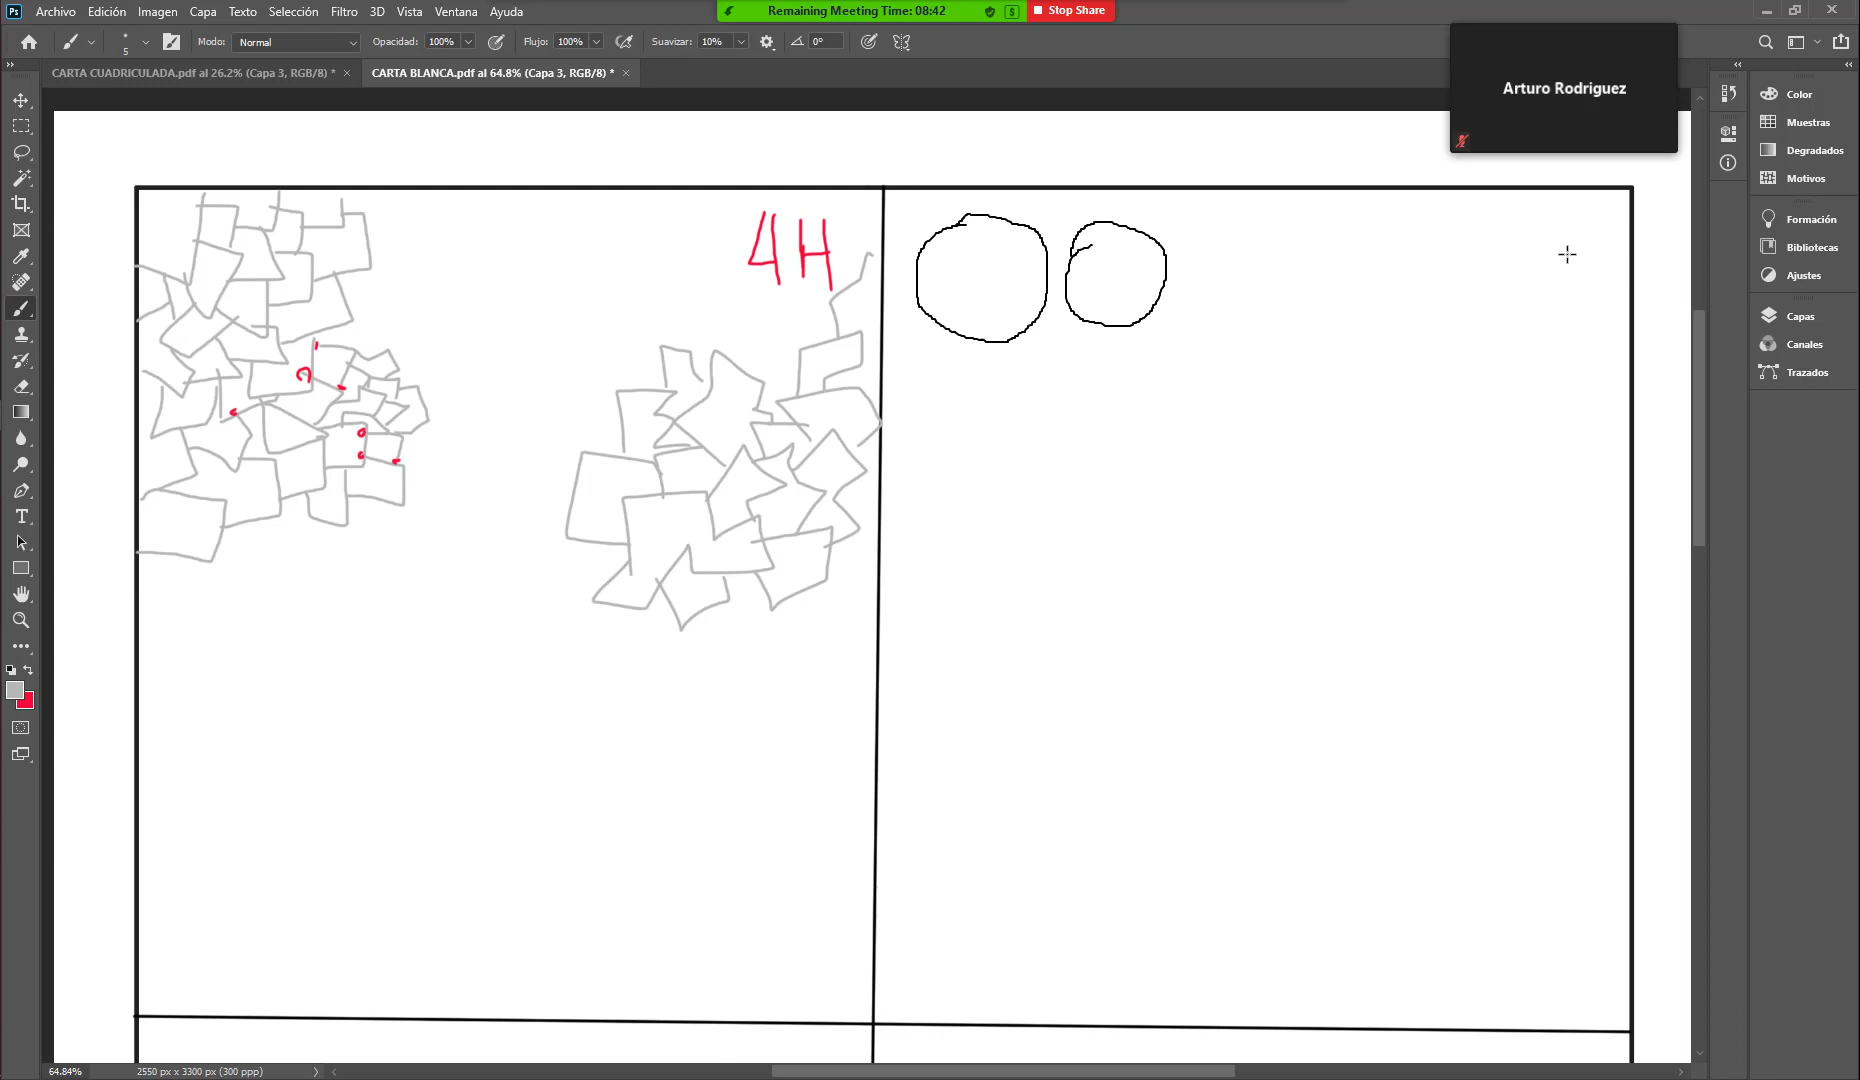 Ps Archivo Edición Imagen Capa Texto Selección Filtro 3D Vista Ventana Ayuda
Remaining Meeting Time: 08:42
Stop Share
5
Modo: Normal Opacidad: 100% Flujo: 100% Suavizar: 10% 0°
CARTA CUADRICULADA.pdf al 26.2% (Capa 3, RGB/8) * ×
CARTA BLANCA.pdf al 64.8% (Capa 3, RGB/8) * ×
Arturo Rodriguez
4H
Color
Muestras
Degradados
Motivos
Formación
Bibliotecas
Ajustes
Capas
Canales
Trazados
64.84% 2550 px x 3300 px (300 ppp)